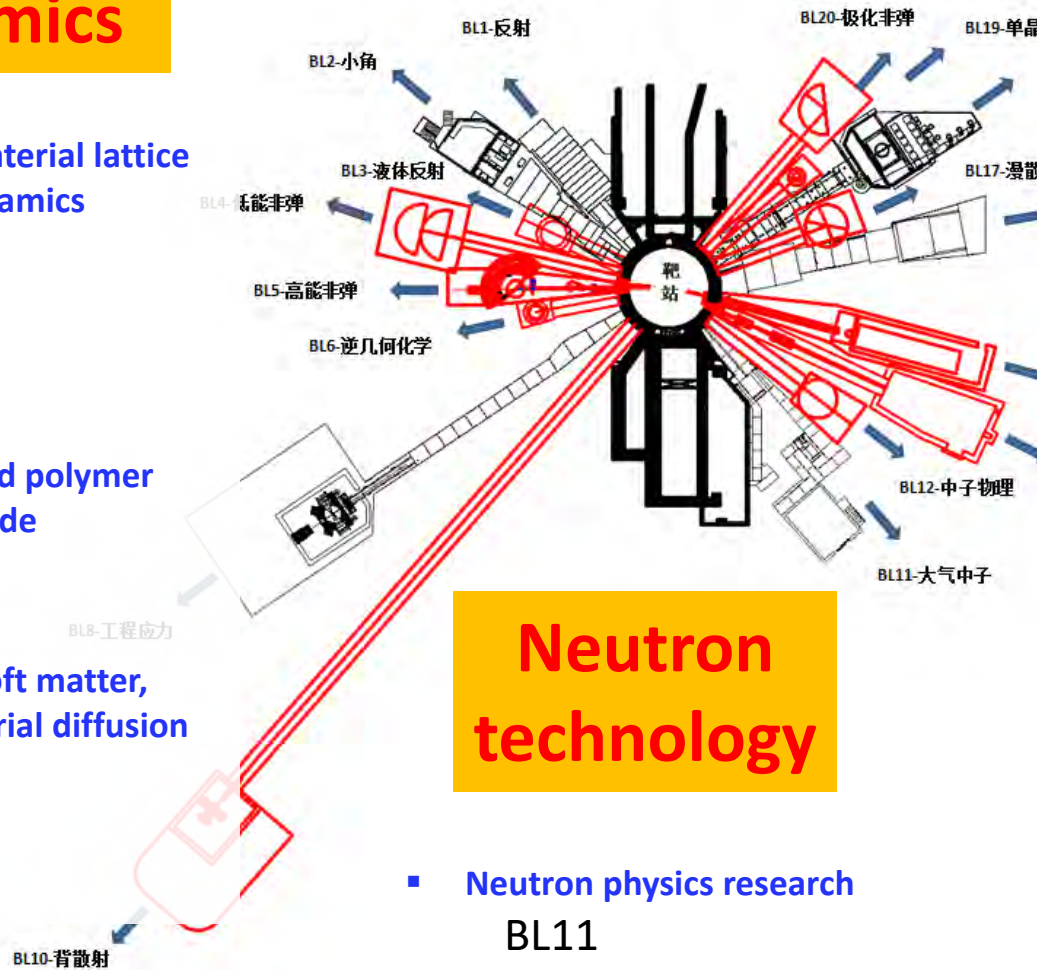 mics
BL1-反射
BL20-极化非弹
BL19-单晶
BL2-小角
aterial lattice
namics
BL3-液体反射
BL17-漫散
BL4-低能非弹
靶
站
BL5-高能非弹
BL6-逆几何化学
d polymer
de
BL12-中子物理
BL11-大气中子
BL8-工程应力
Neutron
technology
oft matter,
rial diffusion
▪ Neutron physics research
BL11
BL10-背散射